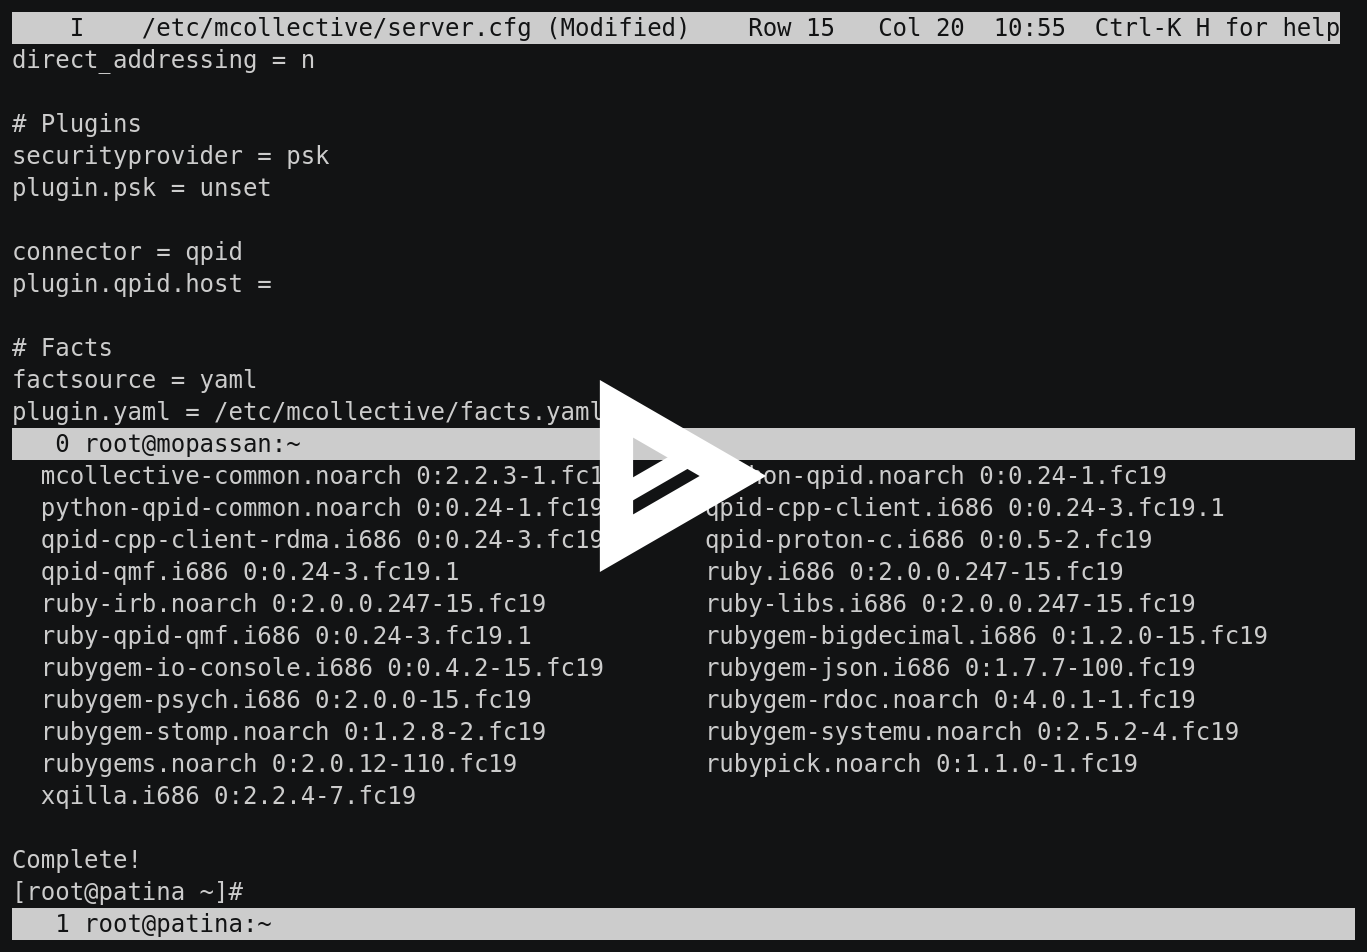 I    /etc/mcollective/server.cfg (Modified)    Row 15   Col 20  10:55  Ctrl-K H for help
direct_addressing = n
# Plugins
securityprovider = psk
plugin.psk = unset
connector = qpid
plugin.qpid.host =
# Facts
factsource = yaml
plugin.yaml = /etc/mcollective/facts.yaml
0 root@mopassan:~
mcollective-common.noarch 0:2.2.3-1.fc1 hon-qpid.noarch 0:0.24-1.fc19
python-qpid-common.noarch 0:0.24-1.fc19 qpid-cpp-client.i686 0:0.24-3.fc19.1
qpid-cpp-client-rdma.i686 0:0.24-3.fc19 qpid-proton-c.i686 0:0.5-2.fc19
qpid-qmf.i686 0:0.24-3.fc19.1 ruby.i686 0:2.0.0.247-15.fc19
ruby-irb.noarch 0:2.0.0.247-15.fc19 ruby-libs.i686 0:2.0.0.247-15.fc19
ruby-qpid-qmf.i686 0:0.24-3.fc19.1 rubygem-bigdecimal.i686 0:1.2.0-15.fc19
rubygem-io-console.i686 0:0.4.2-15.fc19 rubygem-json.i686 0:1.7.7-100.fc19
rubygem-psych.i686 0:2.0.0-15.fc19 rubygem-rdoc.noarch 0:4.0.1-1.fc19
rubygem-stomp.noarch 0:1.2.8-2.fc19 rubygem-systemu.noarch 0:2.5.2-4.fc19
rubygems.noarch 0:2.0.12-110.fc19 rubypick.noarch 0:1.1.0-1.fc19
xqilla.i686 0:2.2.4-7.fc19
Complete!
[root@patina ~]#
1 root@patina:~